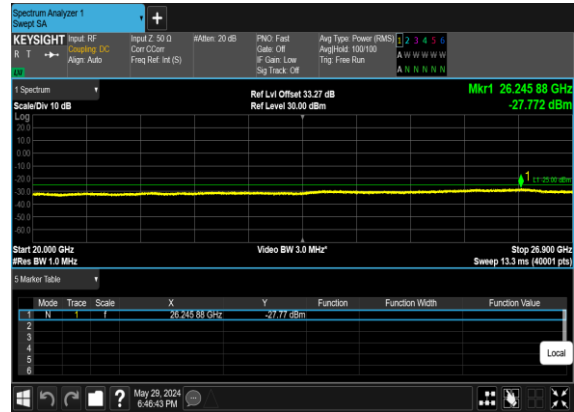 Spectrum Analyzer 1
Swept SA
+
KEYSIGHT Input: RF Input Z: 50 Ω #Atten: 20 dB PNO: Fast Avg Type: Power (RMS) 1 2 3 4 5 6
R T Coupling: DC Corr CCorr Gate: Off Avg|Hold: 100/100 A W W W W W
Align: Auto Freq Ref: Int (S) IF Gain: Low Trig: Free Run
Sig Track: Off A N N N N N
LXI
1 Spectrum Ref Lvl Offset 33.27 dB Mkr1 26.245 88 GHz
Scale/Div 10 dB Ref Level 30.00 dBm -27.772 dBm
Log
20.0
10.0
0.00
-10.0
-20.0 1 L1 -25.00 dBm
-30.0
-40.0
-50.0
-60.0
Start 20.000 GHz Video BW 3.0 MHz* Stop 26.900 GHz
#Res BW 1.0 MHz Sweep 13.3 ms (40001 pts)
5 Marker Table
Mode Trace Scale X Y Function Function Width Function Value
1 N 1 f 26.245 88 GHz -27.77 dBm
2
3
4
5
6
Local
? May 29, 2024
6:46:43 PM